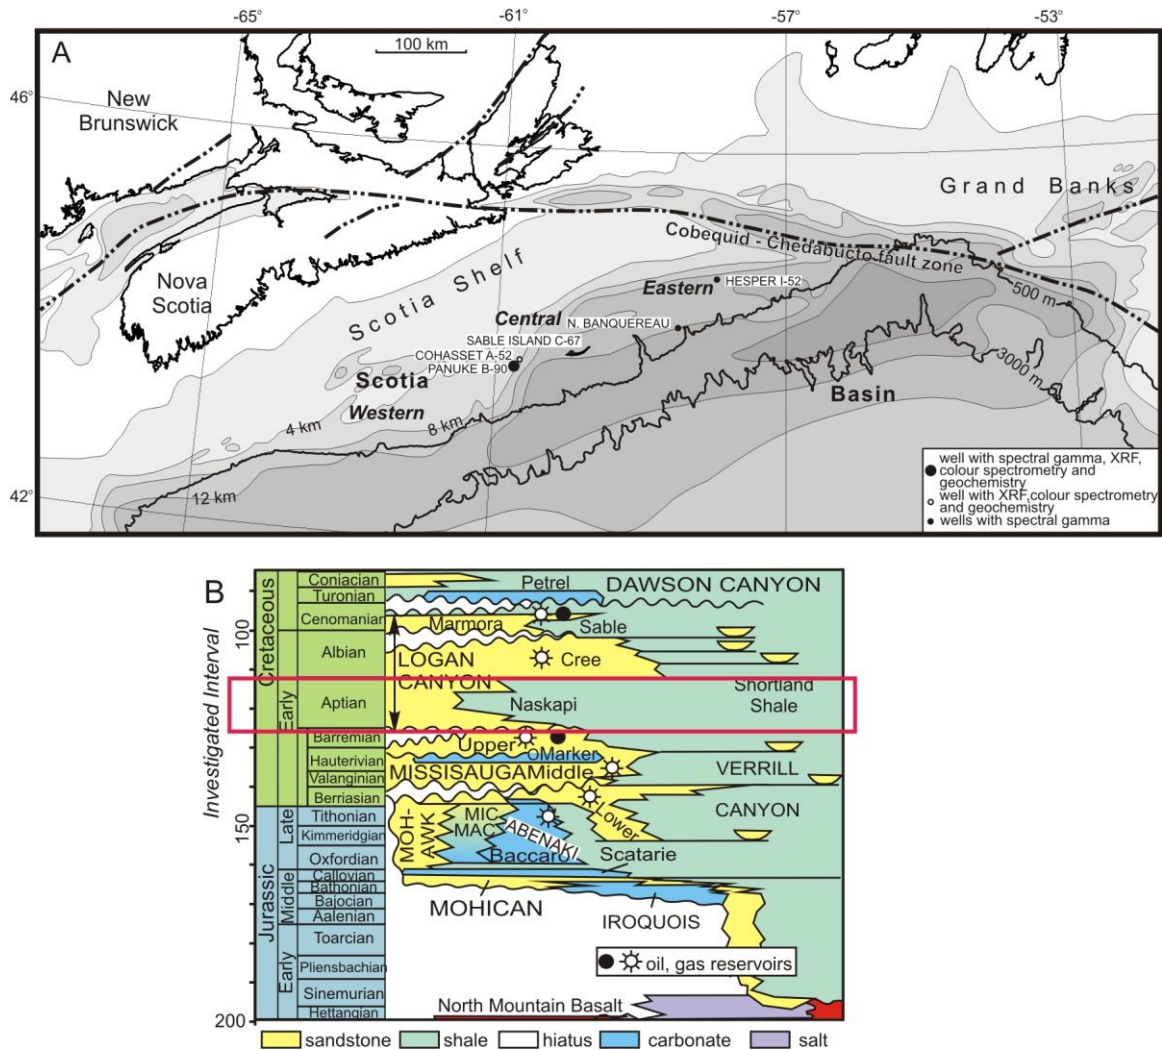 -65° -61° -57° -53°
A
100 km
46°
New
Brunswick
Grand Banks
Cobequid - Chedabucto fault zone
Nova
Scotia
Scotia Shelf
Eastern
HESPER I-52
500 m
Central
N. BANQUEREAU
SABLE ISLAND C-67
COHASSET A-52
PANUKE B-90
3000 m
Scotia
Basin
Western
4 km
8 km
12 km
42°
well with spectral gamma, XRF,
colour spectrometry and
geochemistry
well with XRF,colour spectrometry
and geochemistry
wells with spectral gamma
B
Investigated Interval
Cretaceous
Early
Jurassic
Late
Middle
Early
100
150
200
Coniacian
Turonian
Cenomanian
Albian
Aptian
Barremian
Hauterivian
Valanginian
Berriasian
Tithonian
Kimmeridgian
Oxfordian
Callovian
Bathonian
Bajocian
Aalenian
Toarcian
Pliensbachian
Sinemurian
Hettangian
Petrel
DAWSON CANYON
Marmora
Sable
LOGAN
CANYON
Cree
Naskapi
Shortland
Shale
Upper
OMarker
MISSISAUGA Middle
VERRILL
CANYON
Lower
MOH-
AWK
MIC
MAC
ABENAKI
Baccaro
Scatarie
MOHICAN
IROQUOIS
oil, gas reservoirs
North Mountain Basalt
sandstone shale hiatus carbonate salt